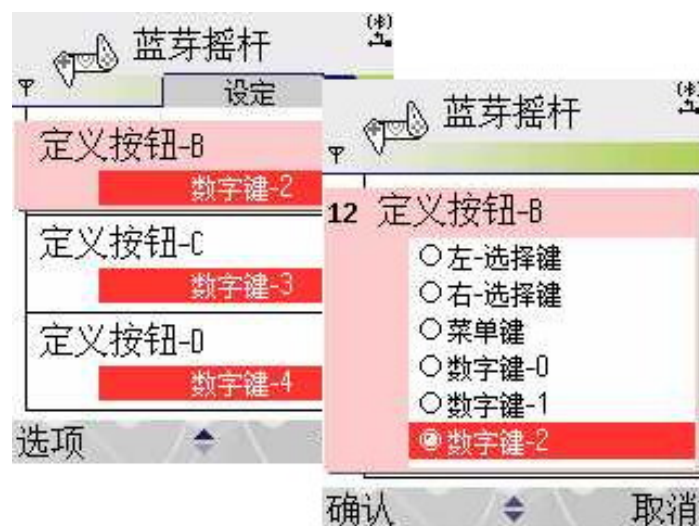 蓝芽摇杆
设定
定义按钮-B
数字键-2
定义按钮-C
数字键-3
定义按钮-D
数字键-4
选项
蓝芽摇杆
12 定义按钮-B
左-选择键
右-选择键
菜单键
数字键-0
数字键-1
数字键-2
确认 取消